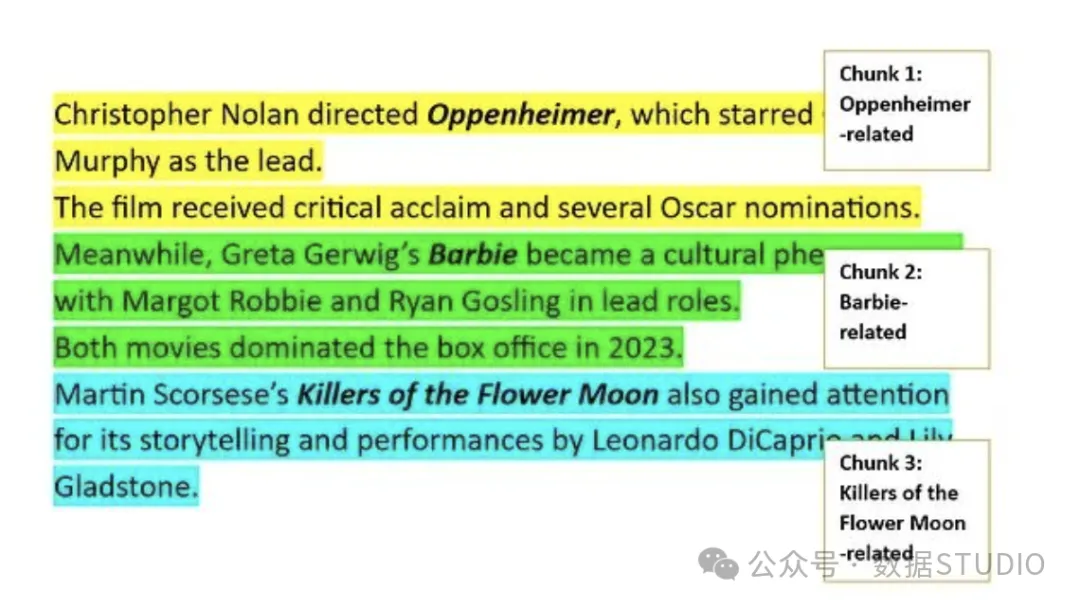 Christopher Nolan directed Oppenheimer, which starred
Murphy as the lead.
The film received critical acclaim and several Oscar nominations.
Meanwhile, Greta Gerwig’s Barbie became a cultural
with Margot Robbie and Ryan Gosling in lead roles.
Both movies dominated the box office in 2023.
Martin Scorsese’s Killers of the Flower Moon also gained attention
for its storytelling and performances by Leonardo DiCaprio and Lily
Gladstone.
Chunk 1:
Oppenheimer
-related
Chunk 2:
Barbie-
related
Chunk 3:
Killers of the
Flower Moon
-related
公众号 · 数据STUDIO